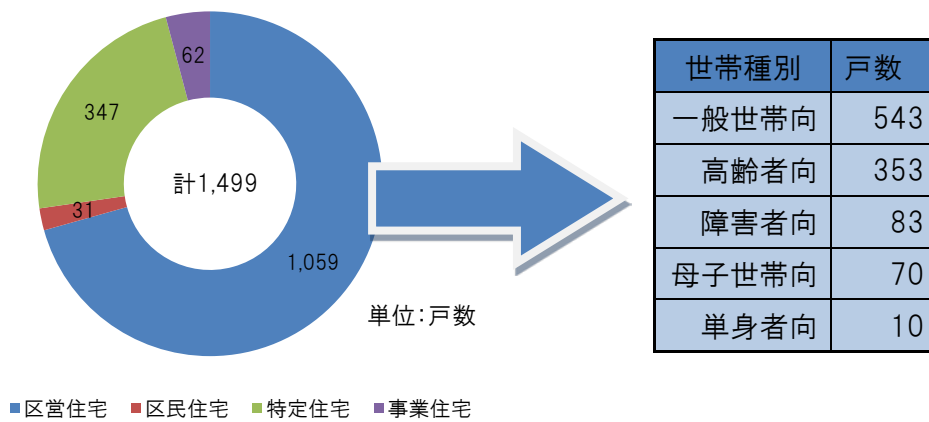 62
347
31
計1,499
1,059
単位:戸数
区営住宅 区民住宅 特定住宅 事業住宅
世帯種別 戸数
一般世帯向 543
高齢者向 353
障害者向 83
母子世帯向 70
単身者向 10